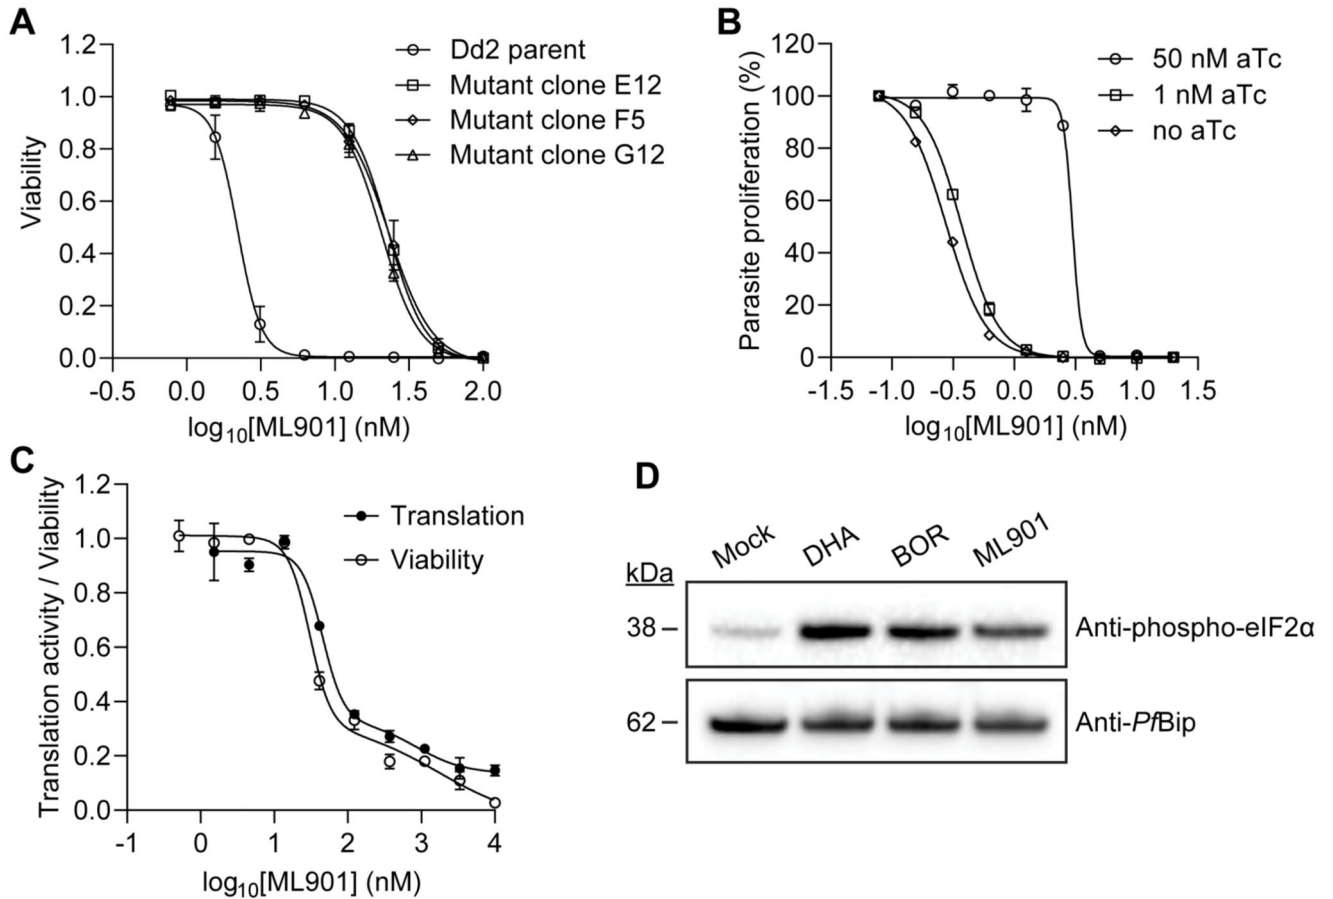 A
Viability
1.2
1.0
0.8
0.6
0.4
0.2
0.0
-0.5 0.0 0.5 1.0 1.5 2.0
log10[ML901] (nM)
Dd2 parent
Mutant clone E12
Mutant clone F5
Mutant clone G12
B
Parasite proliferation (%)
120
100
80
60
40
20
0
-1.5 -1.0 -0.5 0.0 0.5 1.0 1.5
log10[ML901] (nM)
50 nM aTc
1 nM aTc
no aTc
C
Translation activity / Viability
1.2
1.0
0.8
0.6
0.4
0.2
0.0
-1 0 1 2 3 4
log10[ML901] (nM)
Translation
Viability
D
Mock DHA BOR ML901
kDa
38 Anti-phospho-eIF2α
62 Anti-PfBip